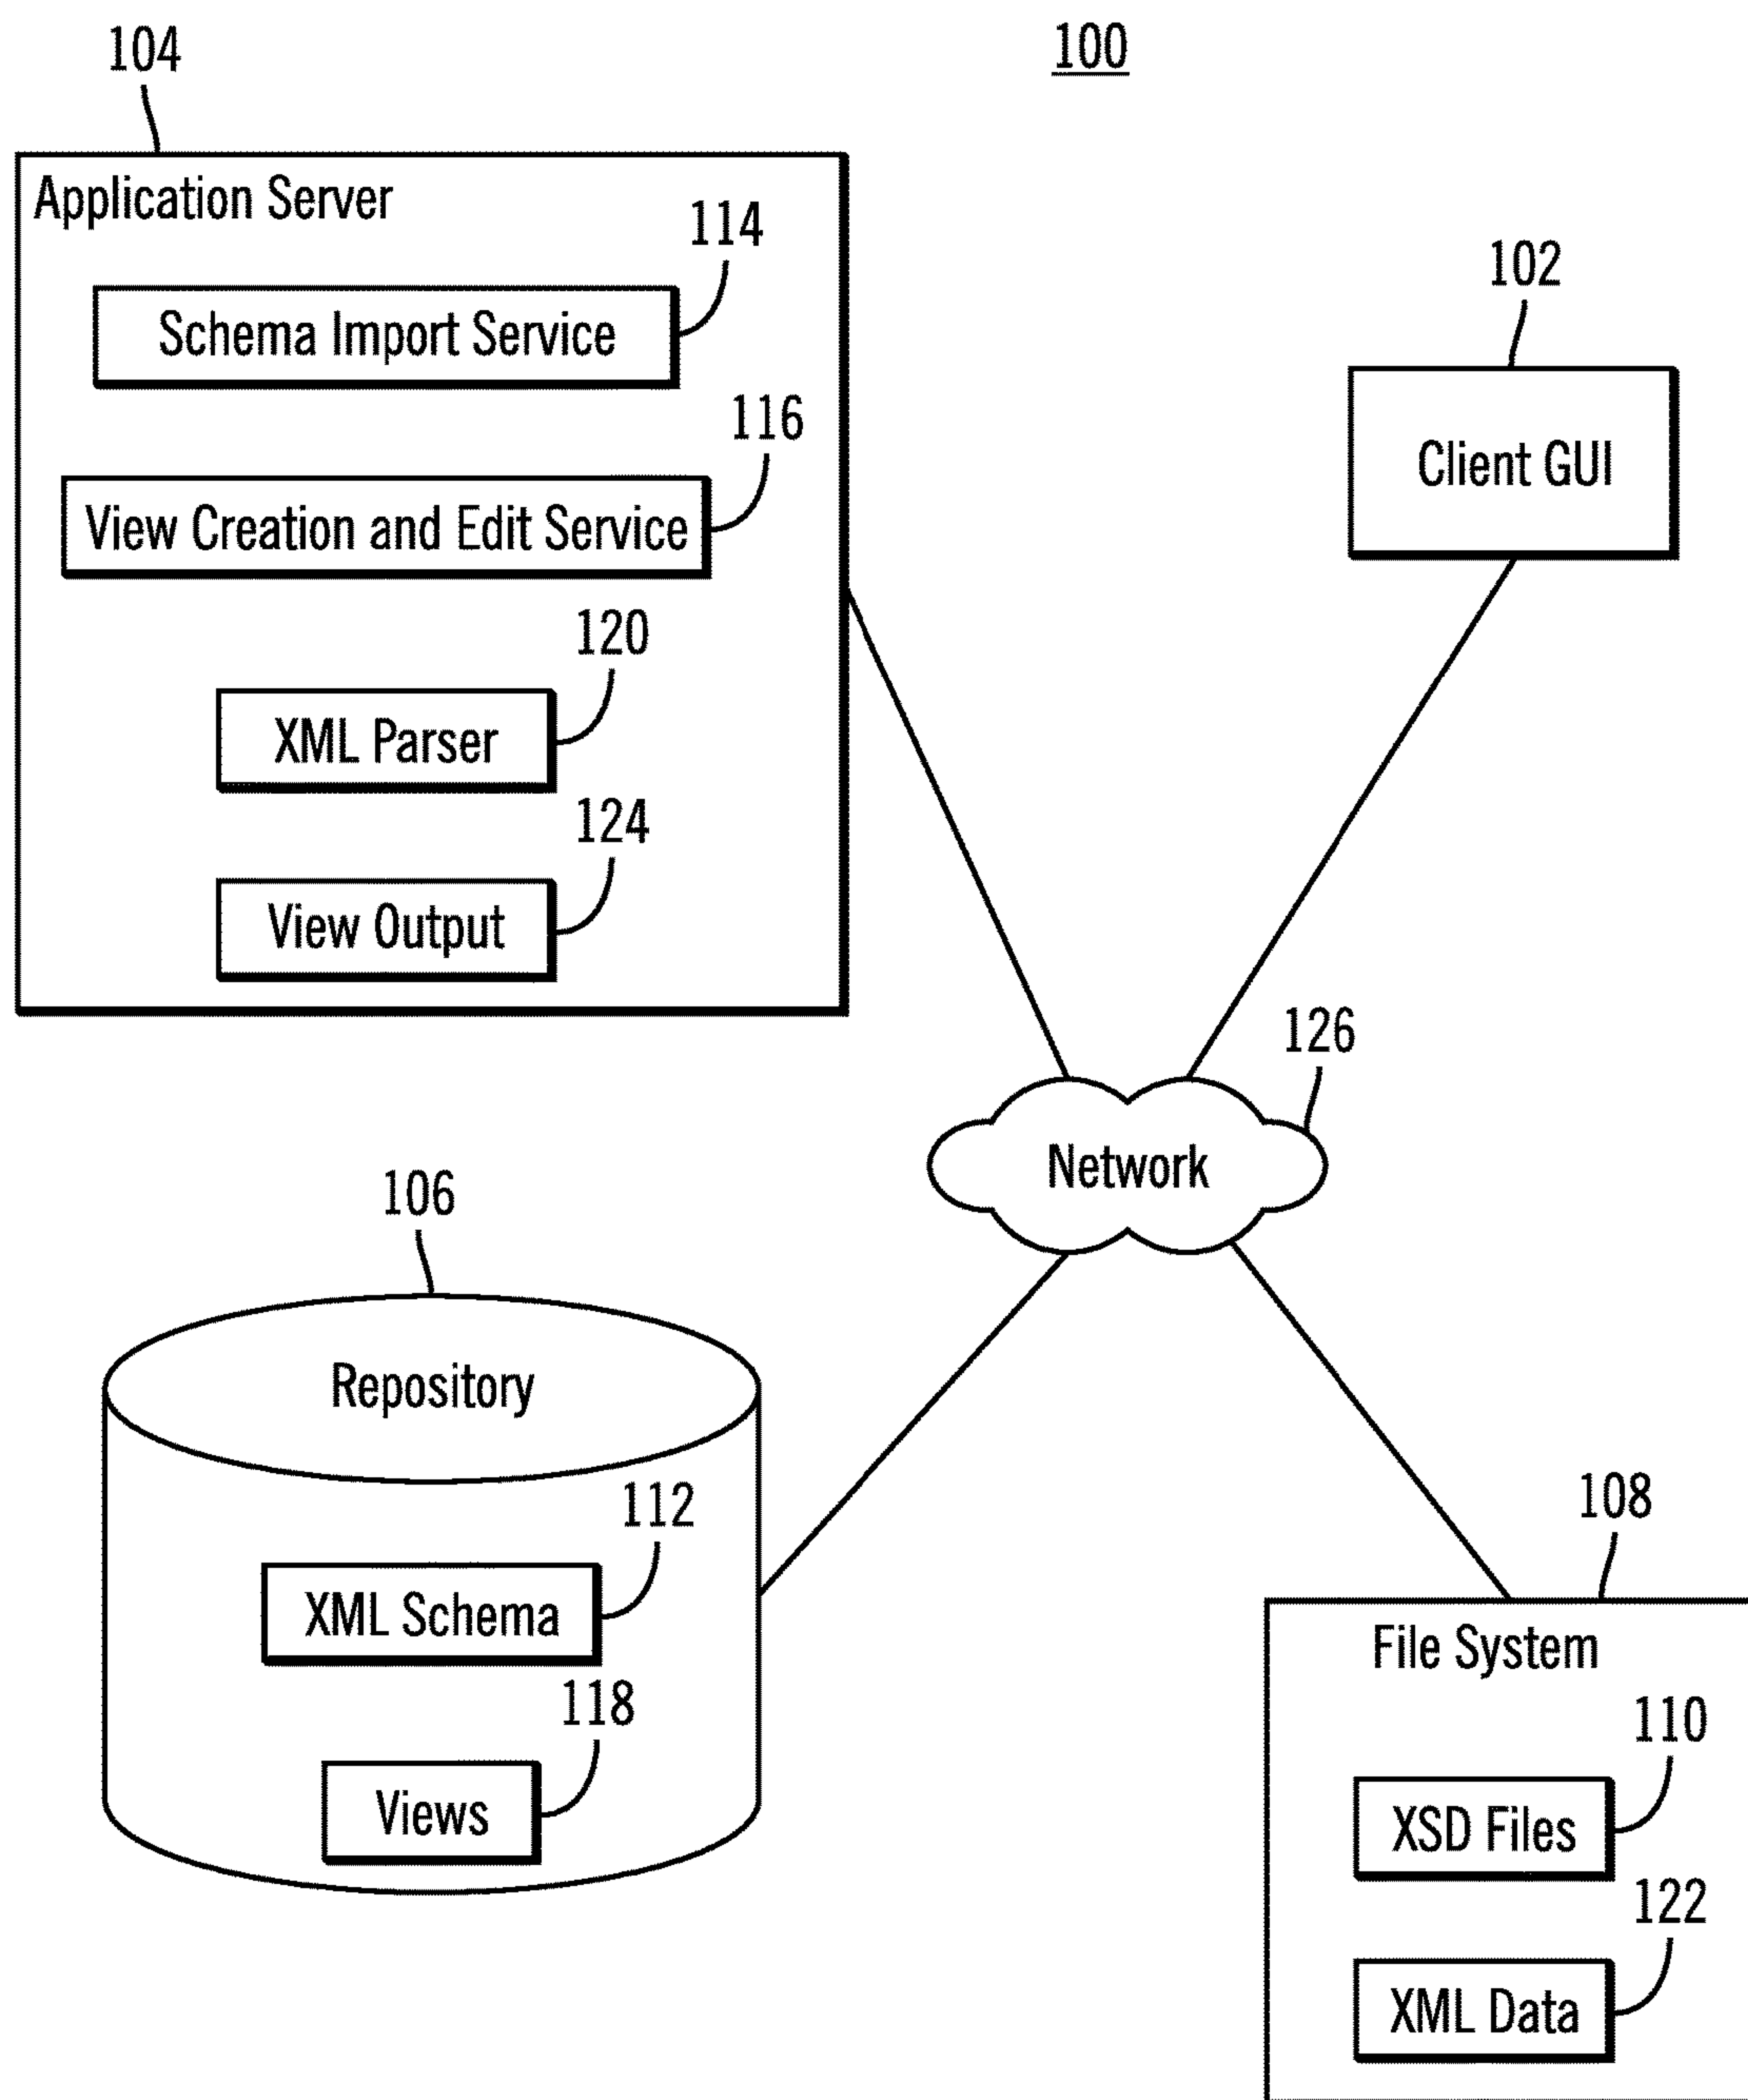 100
104
Application Server
114
Schema Import Service
116
View Creation and Edit Service
120
XML Parser
124
View Output
102
Client GUI
126
Network
106
Repository
112
XML Schema
118
Views
108
File System
110
XSD Files
122
XML Data